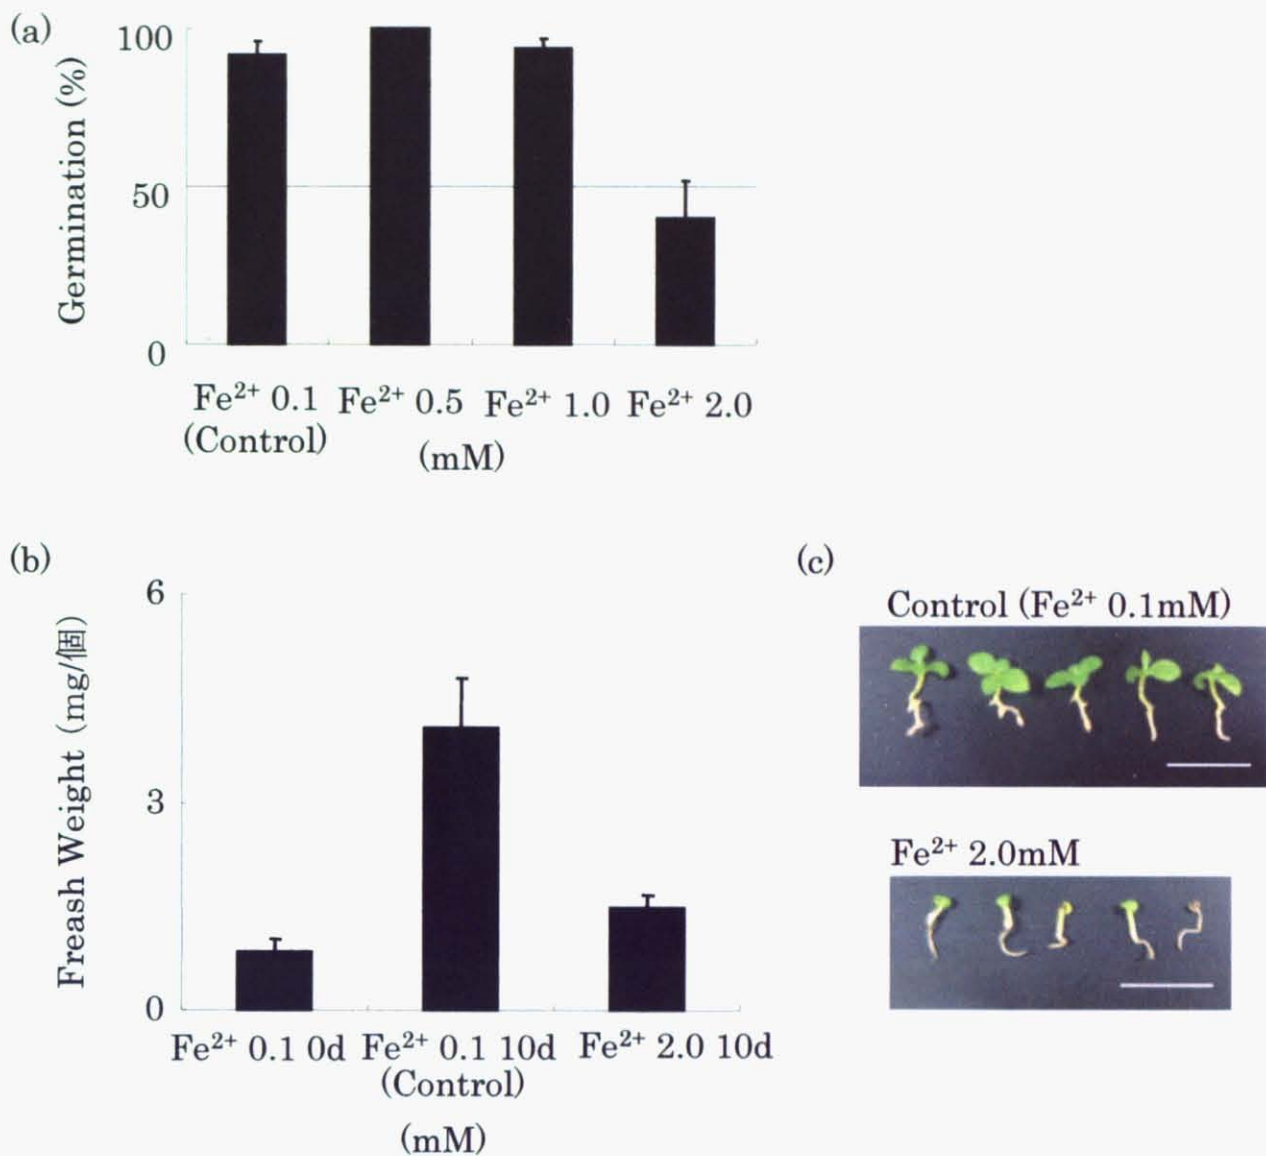 (a)
100
50
0
Germination (%)
Fe²⁺ 0.1 Fe²⁺ 0.5 Fe²⁺ 1.0 Fe²⁺ 2.0
(Control)
(mM)
(b)
6
3
0
Freash Weight (mg/個)
Fe²⁺ 0.1 0d Fe²⁺ 0.1 10d Fe²⁺ 2.0 10d
(Control)
(mM)
(c)
Control (Fe²⁺ 0.1mM)
Fe²⁺ 2.0mM